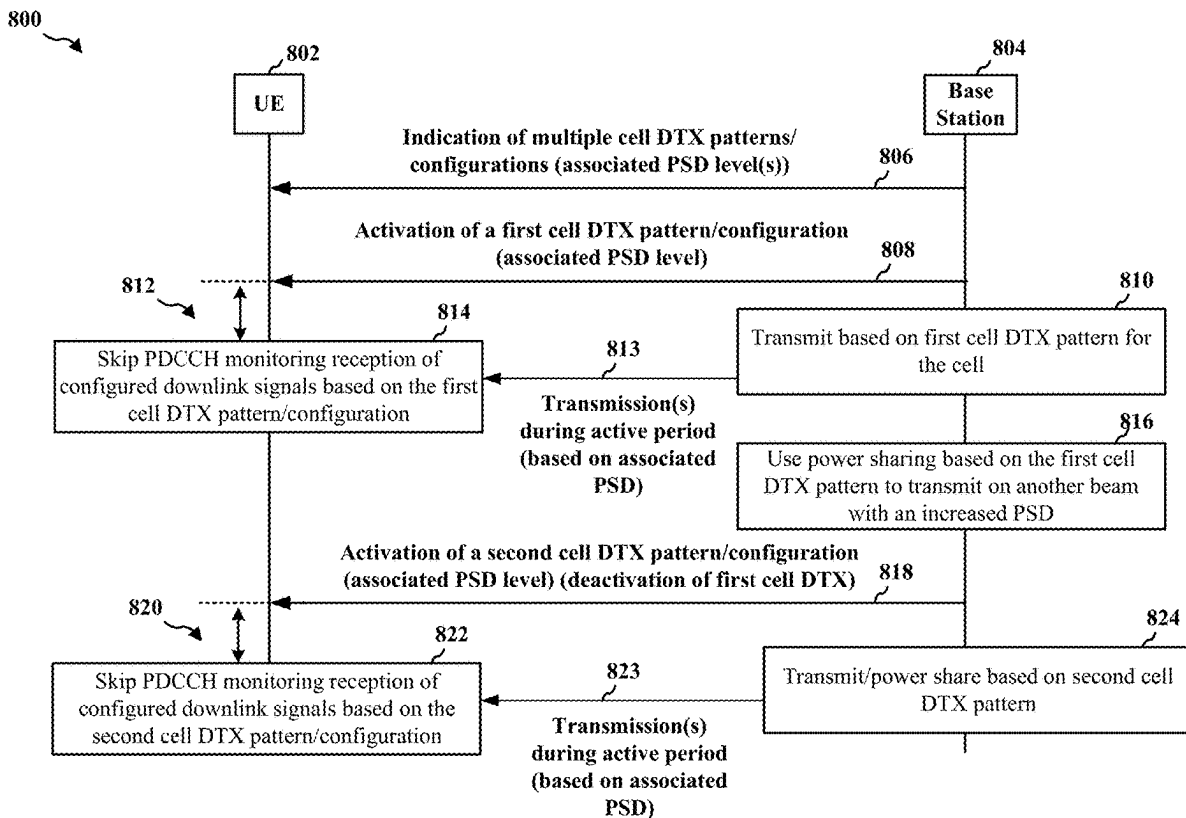 800
802
804
UE
Base
Station
Indication of multiple cell DTX patterns/
configurations (associated PSD level(s))
806
Activation of a first cell DTX pattern/configuration
(associated PSD level)
808
812
810
814
Transmit based on first cell DTX pattern for
the cell
Skip PDCCH monitoring reception of
configured downlink signals based on the first
cell DTX pattern/configuration
813
Transmission(s)
during active period
(based on associated
PSD)
816
Use power sharing based on the first cell
DTX pattern to transmit on another beam
with an increased PSD
Activation of a second cell DTX pattern/configuration
(associated PSD level) (deactivation of first cell DTX)
818
820
822
824
Skip PDCCH monitoring reception of
configured downlink signals based on the
second cell DTX pattern/configuration
823
Transmit/power share based on second cell
DTX pattern
Transmission(s)
during active period
(based on associated
PSD)